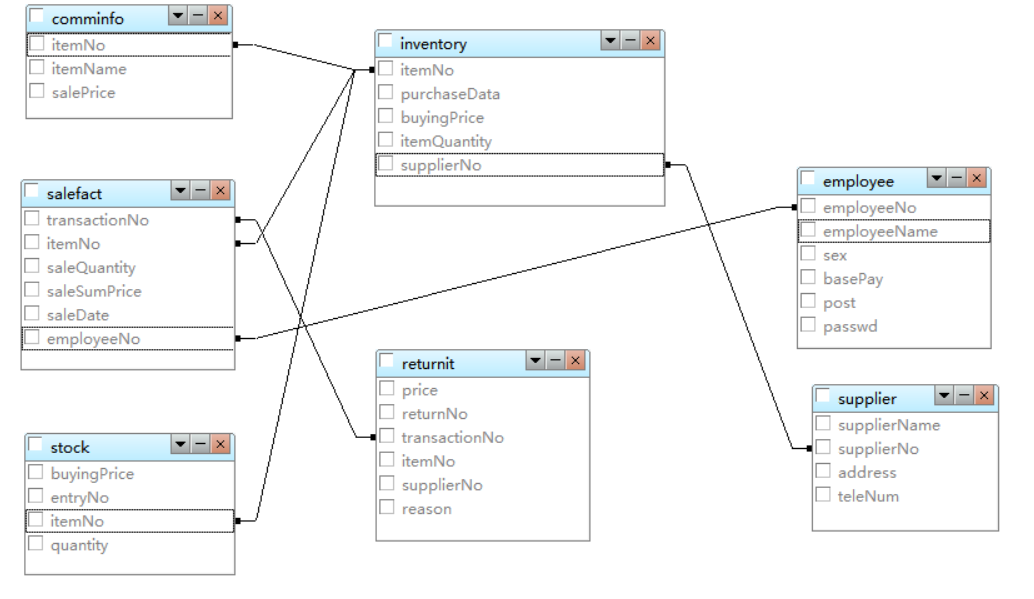 comminfo
itemNo
itemName
salePrice
inventory
itemNo
purchaseData
buyingPrice
itemQuantity
supplierNo
salefact
transactionNo
itemNo
saleQuantity
saleSumPrice
saleDate
employeeNo
employee
employeeNo
employeeName
sex
basePay
post
passwd
returnit
price
returnNo
transactionNo
itemNo
supplierNo
reason
supplier
supplierName
supplierNo
address
teleNum
stock
buyingPrice
entryNo
itemNo
quantity